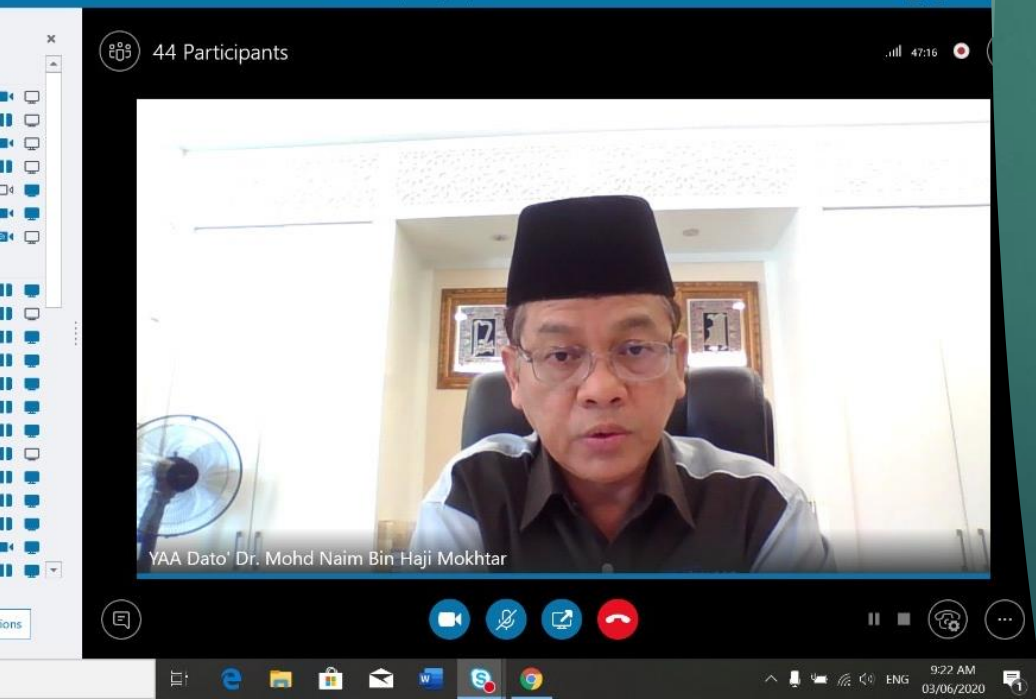 44 Participants
47:16
YAA Dato' Dr. Mohd Naim Bin Haji Mokhtar
ions
ENG
9:22 AM
03/06/2020